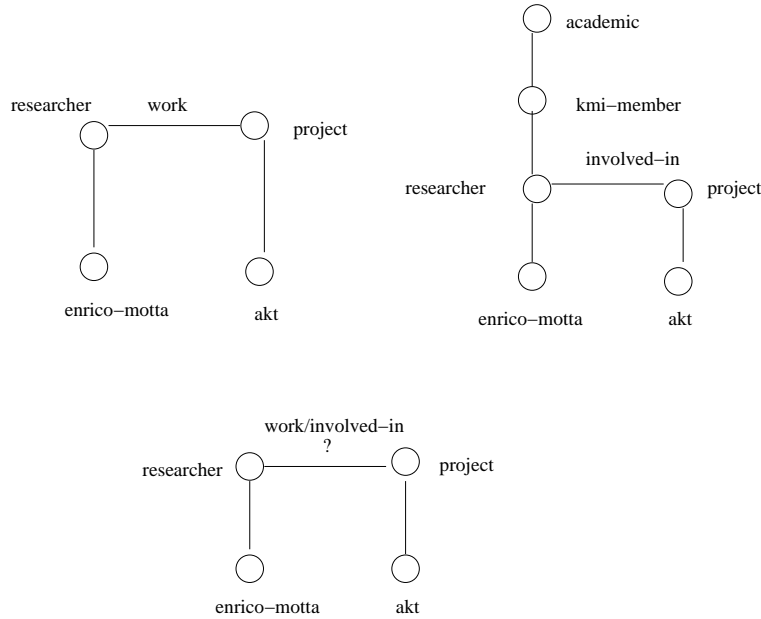 researcher
work
project
enrico−motta
akt
academic
kmi−member
involved−in
researcher
project
enrico−motta
akt
work/involved−in
?
researcher
project
enrico−motta
akt